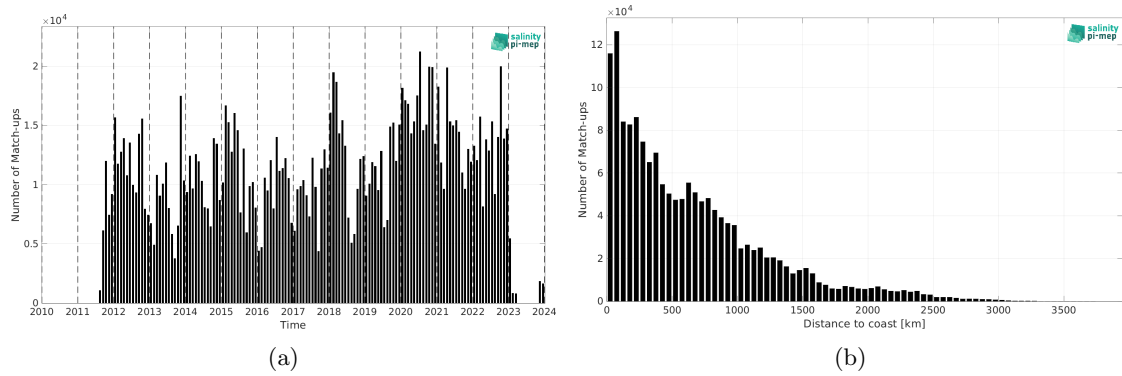 ×10⁴
salinity
pi-mep
Number of Match-ups
2
1.5
1
0.5
0
2010 2011 2012 2013 2014 2015 2016 2017 2018 2019 2020 2021 2022 2023 2024
Time
(a)
×10⁴
salinity
pi-mep
Number of Match-ups
12
10
8
6
4
2
0
0 500 1000 1500 2000 2500 3000 3500
Distance to coast [km]
(b)